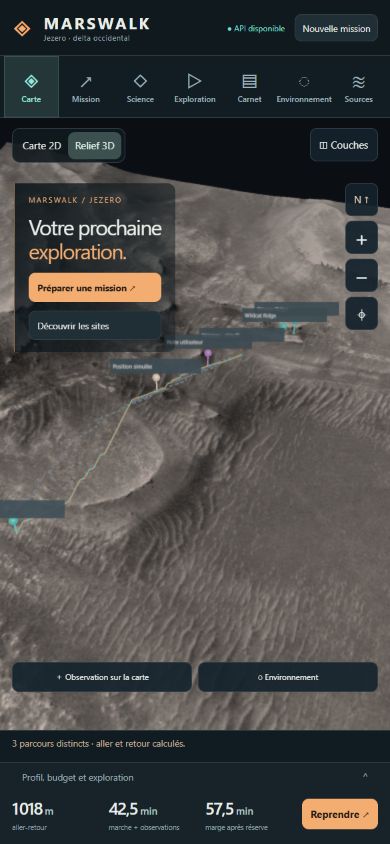 MARSWALK
Jezero · delta occidental
API disponible
Nouvelle mission
Carte
Mission
Science
Exploration
Carnet
Environnement
Sources
Carte 2D
Relief 3D
Couches
MARSWALK / JEZERO
Votre prochaine
exploration.
Préparer une mission ↗
Découvrir les sites
N ↑
+
−
Wildcat Ridge
utilisateur
Position simulée
+ Observation sur la carte
Environnement
3 parcours distincts · aller et retour calculés.
Profil, budget et exploration
^
1018 m
aller-retour
42,5 min
marche + observations
57,5 min
marge après réserve
Reprendre ↗